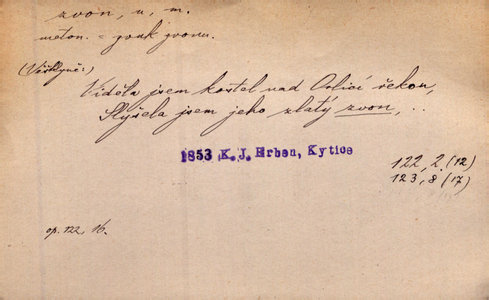 zvon, u, m.
meton. = zvuk zvonu.
(Věštkyně:)
Viděla jsem kostel nad Orlicí řekou,
Slyšela jsem jeho zlatý zvon, ..
1853 K. J. Erben, Kytice
122, 2 (12)
123, 8 (17)
op. 122 16.